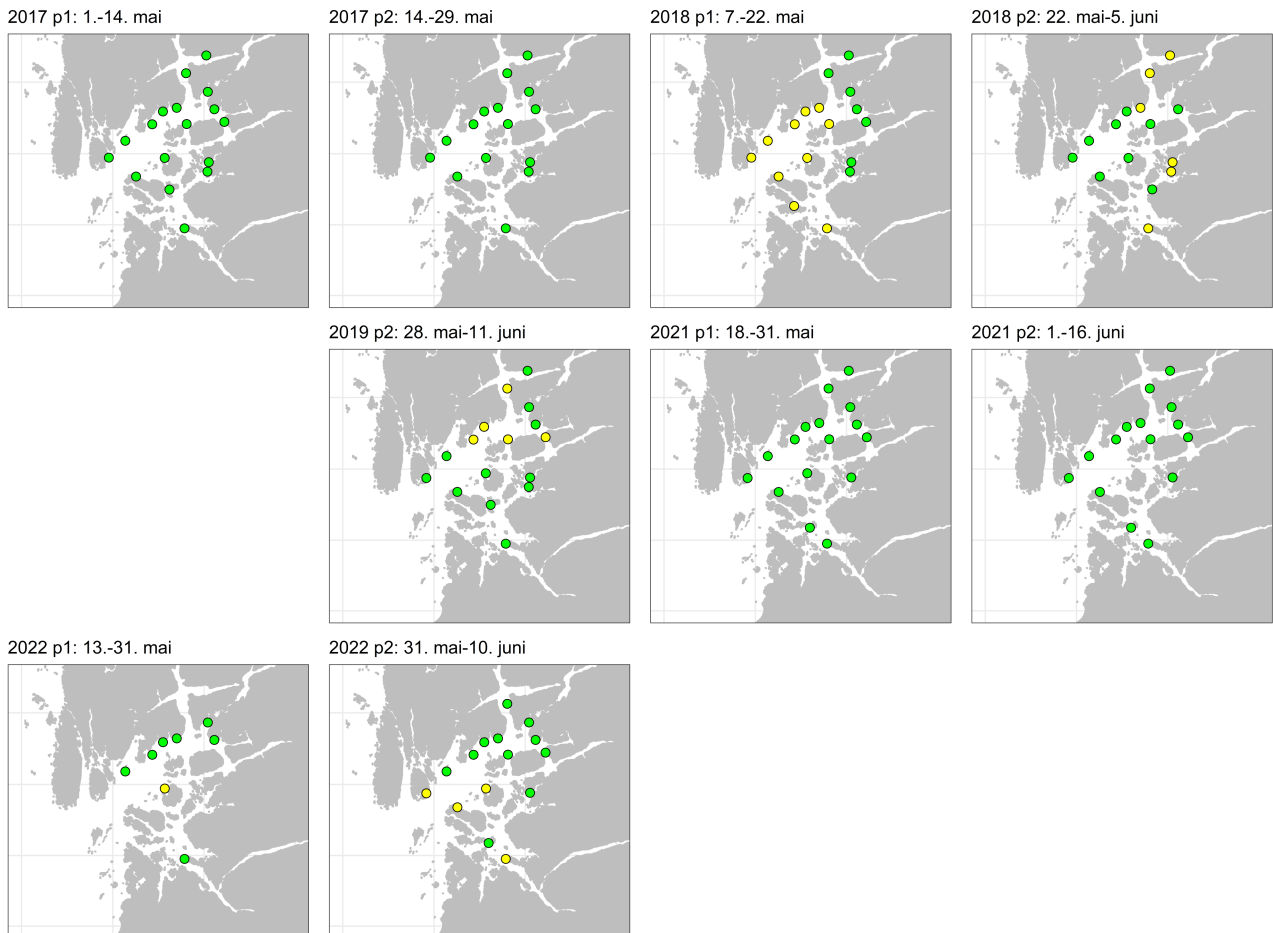 2017 p1: 1.-14. mai
2017 p2: 14.-29. mai
2018 p1: 7.-22. mai
2018 p2: 22. mai-5. juni
2019 p2: 28. mai-11. juni
2021 p1: 18.-31. mai
2021 p2: 1.-16. juni
2022 p1: 13.-31. mai
2022 p2: 31. mai-10. juni